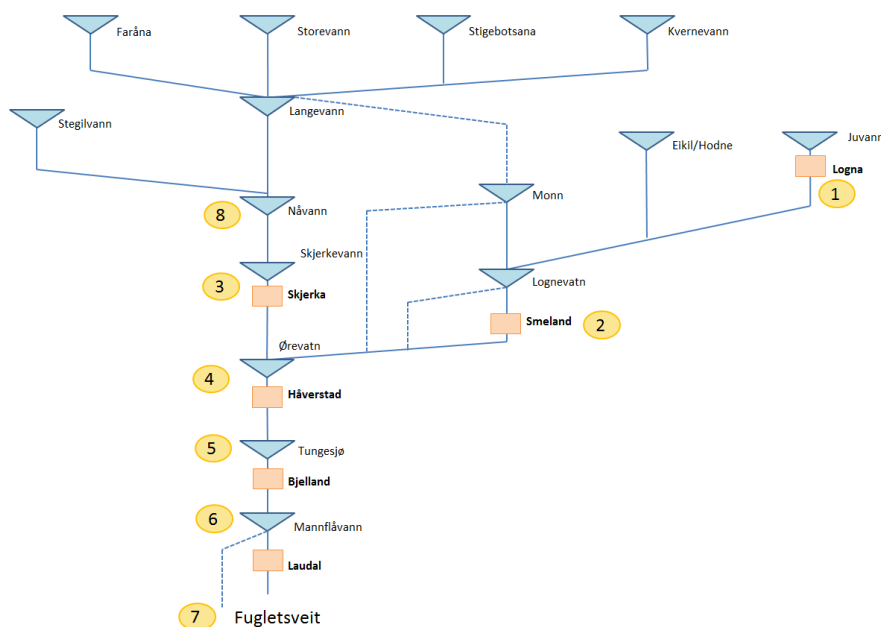 Faråna
Storevann
Stigebotsana
Kvernevann
Langevann
Stegilvann
Eikil/Hodne
Juvann
Logna
1
Monn
8
Nåvann
Skjerkevann
3
Skjerka
Lognevatn
Smeland
2
Ørevatn
4
Håverstad
5
Tungesjø
Bjelland
6
Mannflåvann
Laudal
7
Fugletsveit